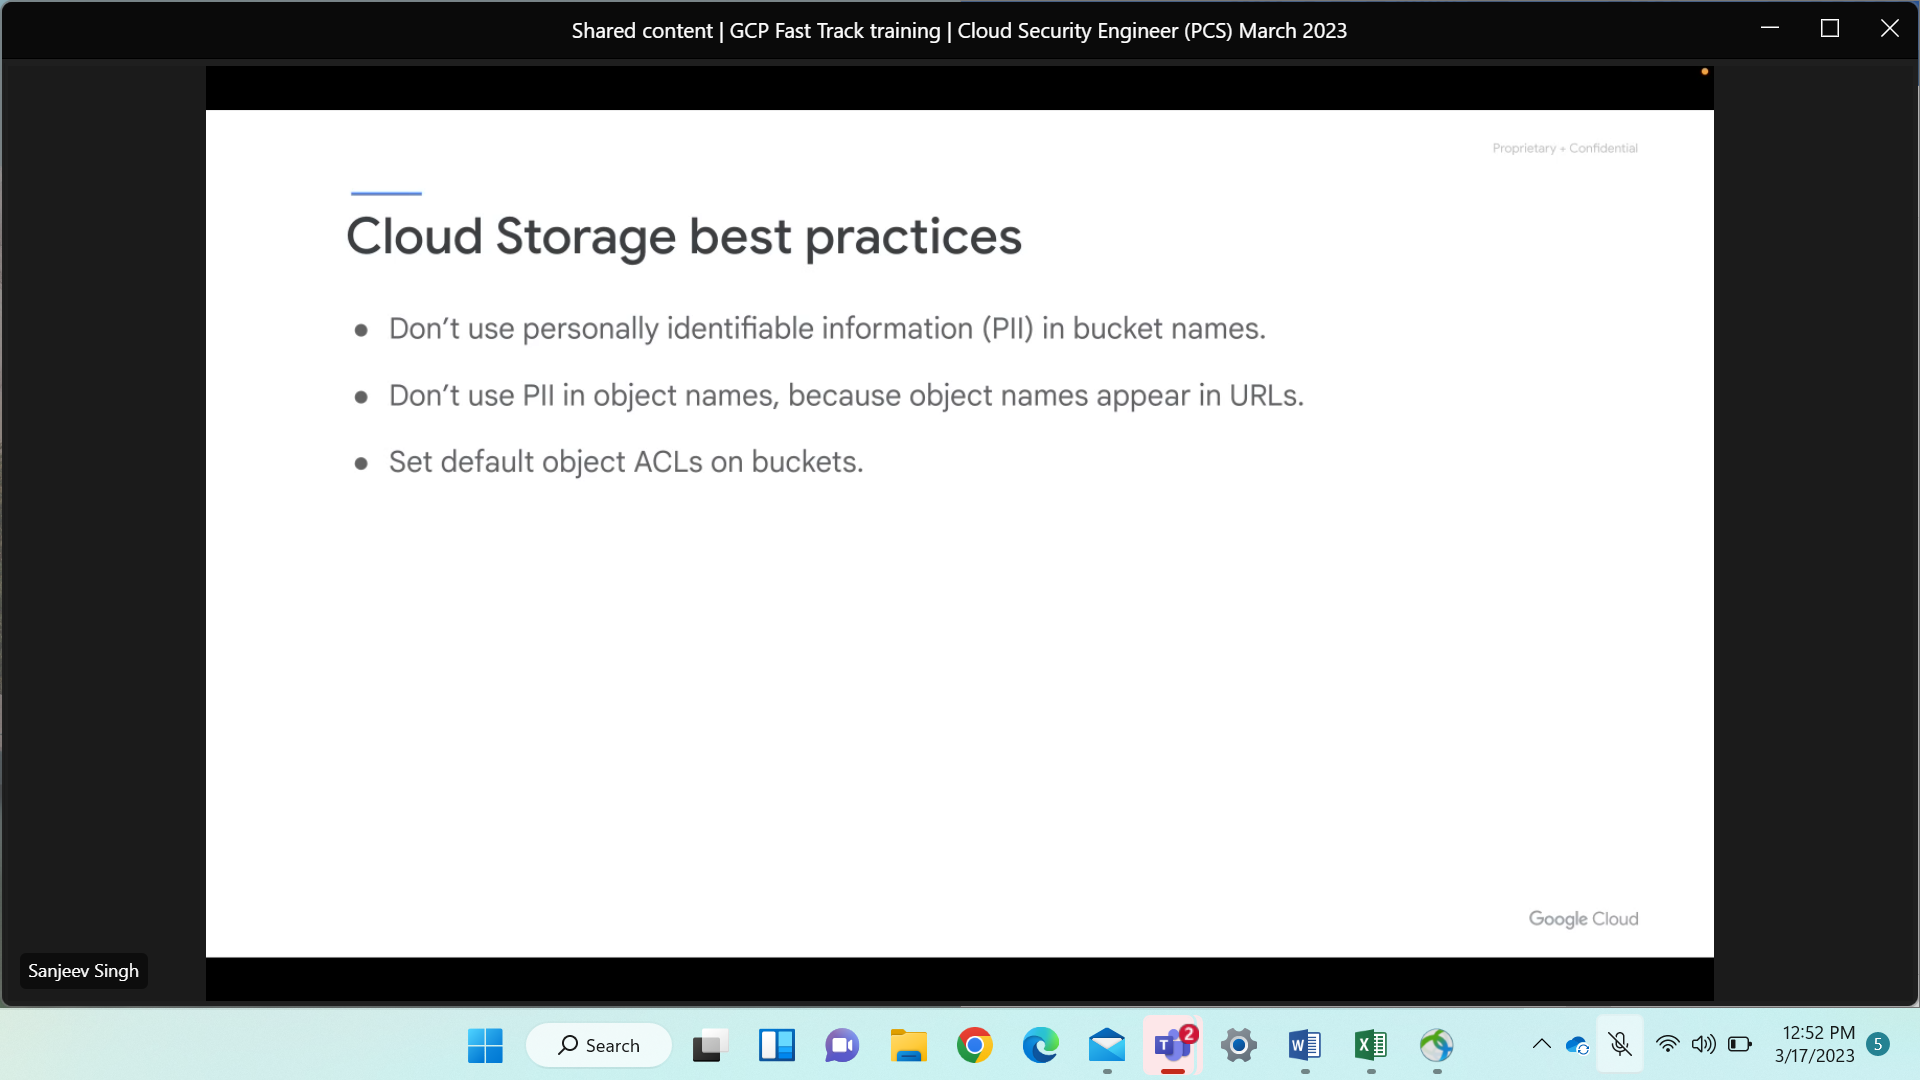 Shared content | GCP Fast Track training | Cloud Security Engineer (PCS) March 2023
Proprietary + Confidential
Cloud Storage best practices
● Don’t use personally identifiable information (PII) in bucket names.
● Don’t use PII in object names, because object names appear in URLs.
● Set default object ACLs on buckets.
Google Cloud
Sanjeev Singh
Search
T
2
W
X
12:52 PM
3/17/2023
5